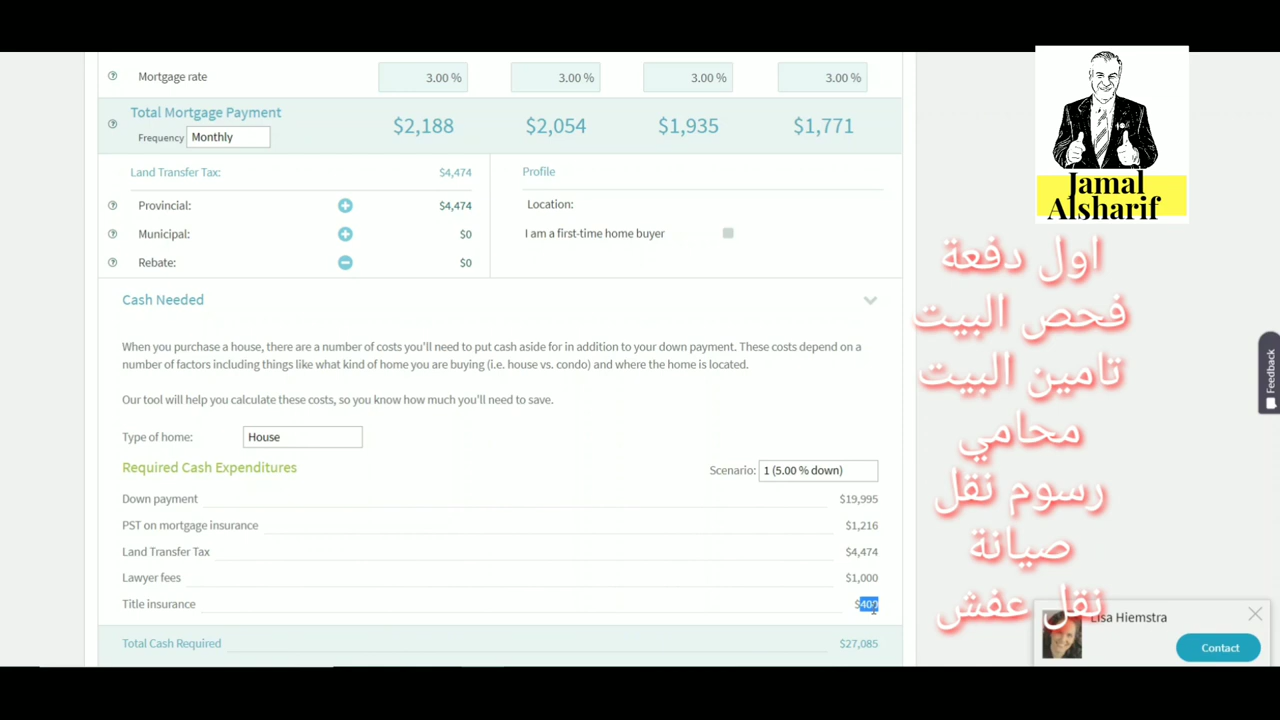 Mortgage rate 3.00 % 3.00 % 3.00 % 3.00 %
Total Mortgage Payment
Frequency Monthly
$2,188 $2,054 $1,935 $1,771
Land Transfer Tax: $4,474
Provincial: $4,474
Municipal: $0
Rebate: $0
Profile
Location:
I am a first-time home buyer
Cash Needed
When you purchase a house, there are a number of costs you'll need to put cash aside for in addition to your down payment. These costs depend on a
number of factors including things like what kind of home you are buying (i.e. house vs. condo) and where the home is located.
Our tool will help you calculate these costs, so you know how much you'll need to save.
Type of home: House
Required Cash Expenditures
Scenario: 1 (5.00 % down)
Down payment $19,995
PST on mortgage insurance $1,216
Land Transfer Tax $4,474
Lawyer fees $1,000
Title insurance $400
Total Cash Required $27,085
Jamal
Alsharif
اول دفعة
فحص البيت
تامين البيت
محامي
رسوم نقل
صيانة
نقل عفش
Feedback
Lisa Hiemstra
Contact